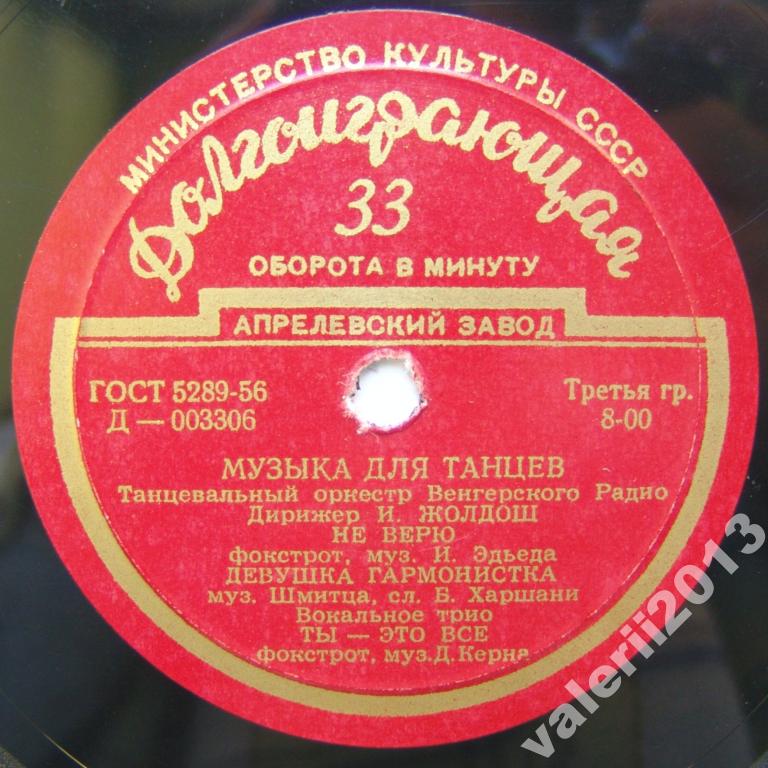 МИНИСТЕРСТВО КУЛЬТУРЫ СССР
Долгоиграющая
33
ОБОРОТА В МИНУТУ
АПРЕЛЕВСКИЙ ЗАВОД
ГОСТ 5289-56
Д — 003306
Третья гр.
8-00
МУЗЫКА ДЛЯ ТАНЦЕВ
Танцевальный оркестр Венгерского Радио
Дирижер И. ЖОЛДОШ
НЕ ВЕРЮ
фокстрот, муз. И. Эдьеда
ДЕВУШКА ГАРМОНИСТКА
муз. Шмитца, сл. Б. Харшани
Вокальное трио
ТЫ — ЭТО ВСЕ
фокстрот, муз.Д.Керна
valerii2013